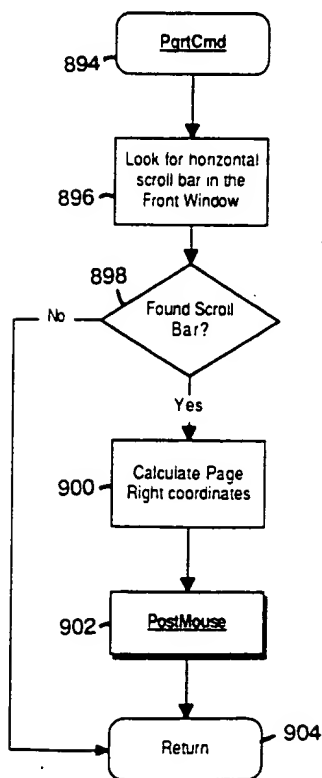 PgrtCmd
894
Look for honzontal
scroll bar in the
Front Window
896
898
Found Scroll
Bar?
No
Yes
Calculate Page
Right coordinates
900
PostMouse
902
Return
904